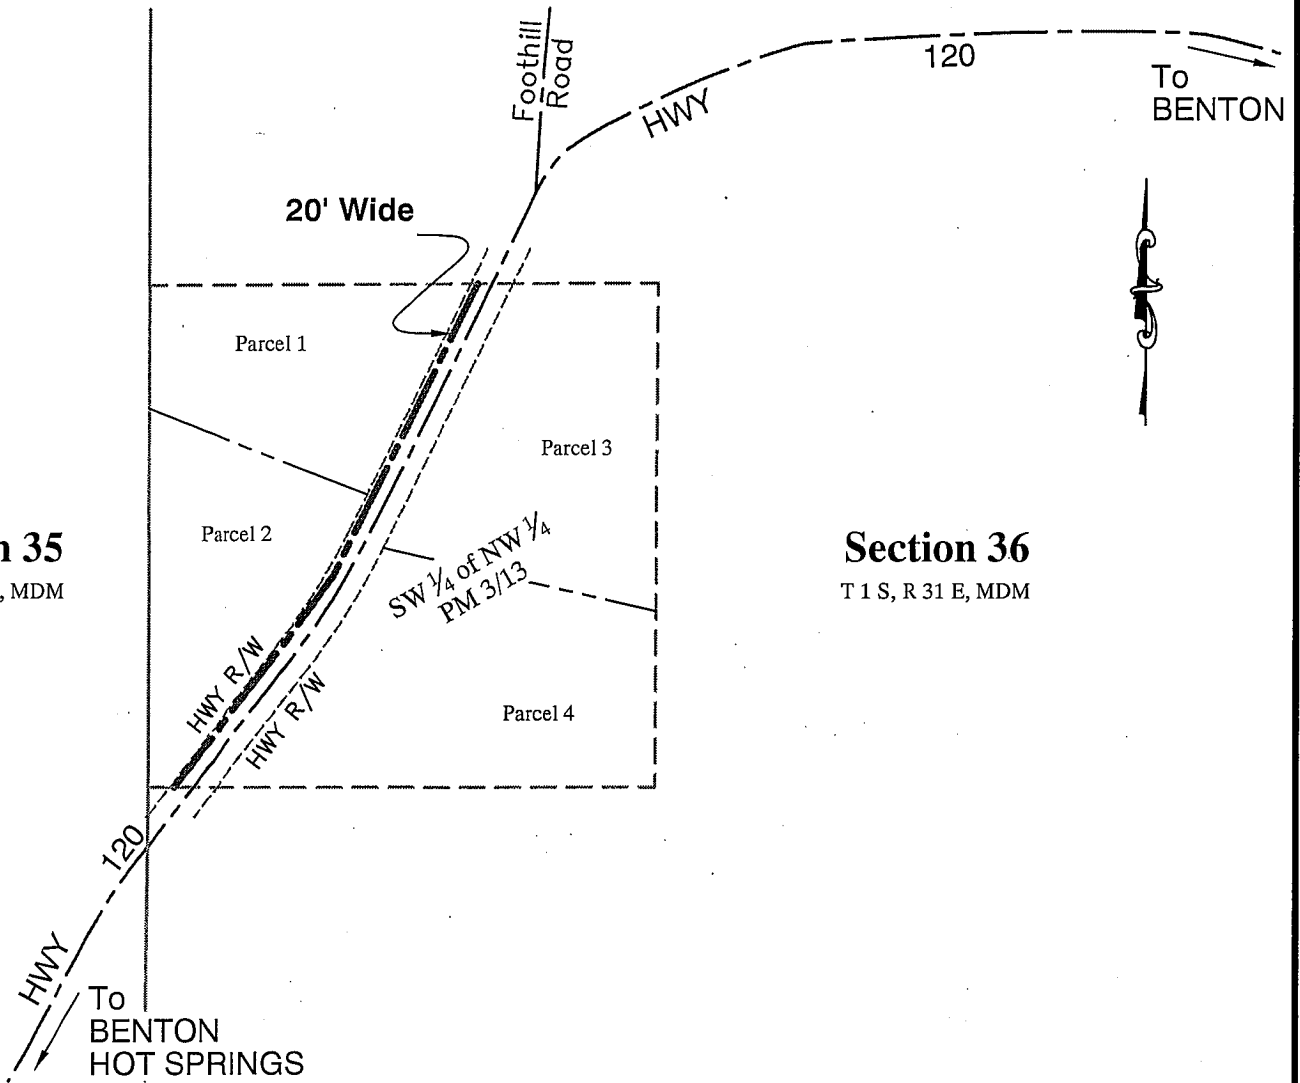 Foothill
Road
120
To
BENTON
HWY
20' Wide
Parcel 1
Parcel 3
Parcel 2
35
, MDM
SW ¼ of NW ¼
PM 3/13
Section 36
T 1 S, R 31 E, MDM
HWY R/W
HWY R/W
Parcel 4
120
HWY
To
BENTON
HOT SPRINGS